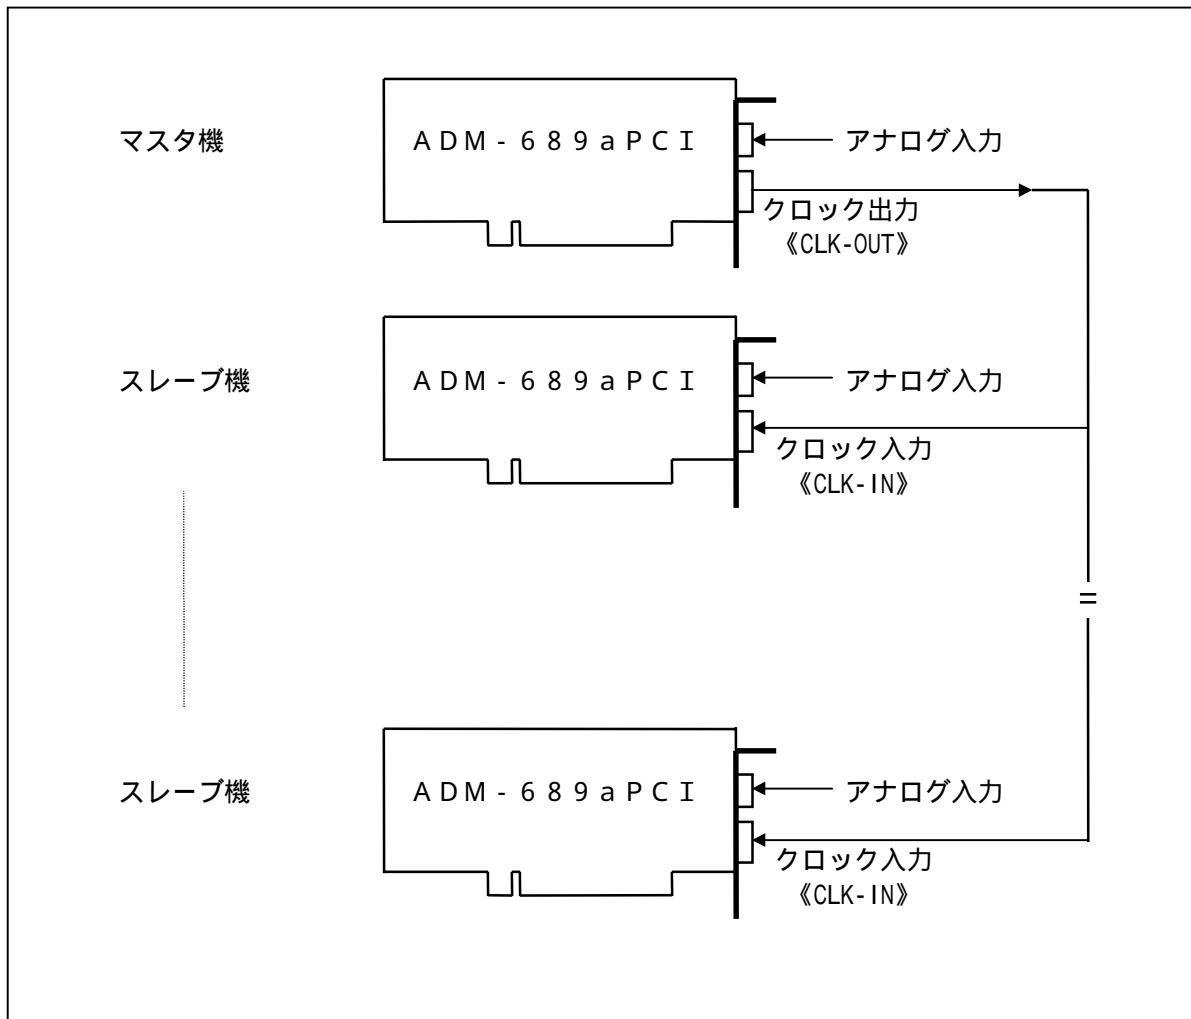 マスタ機
ADM-689aPCI
アナログ入力
クロック出力
《CLK-OUT》
スレーブ機
ADM-689aPCI
アナログ入力
クロック入力
《CLK-IN》
=
スレーブ機
ADM-689aPCI
アナログ入力
クロック入力
《CLK-IN》